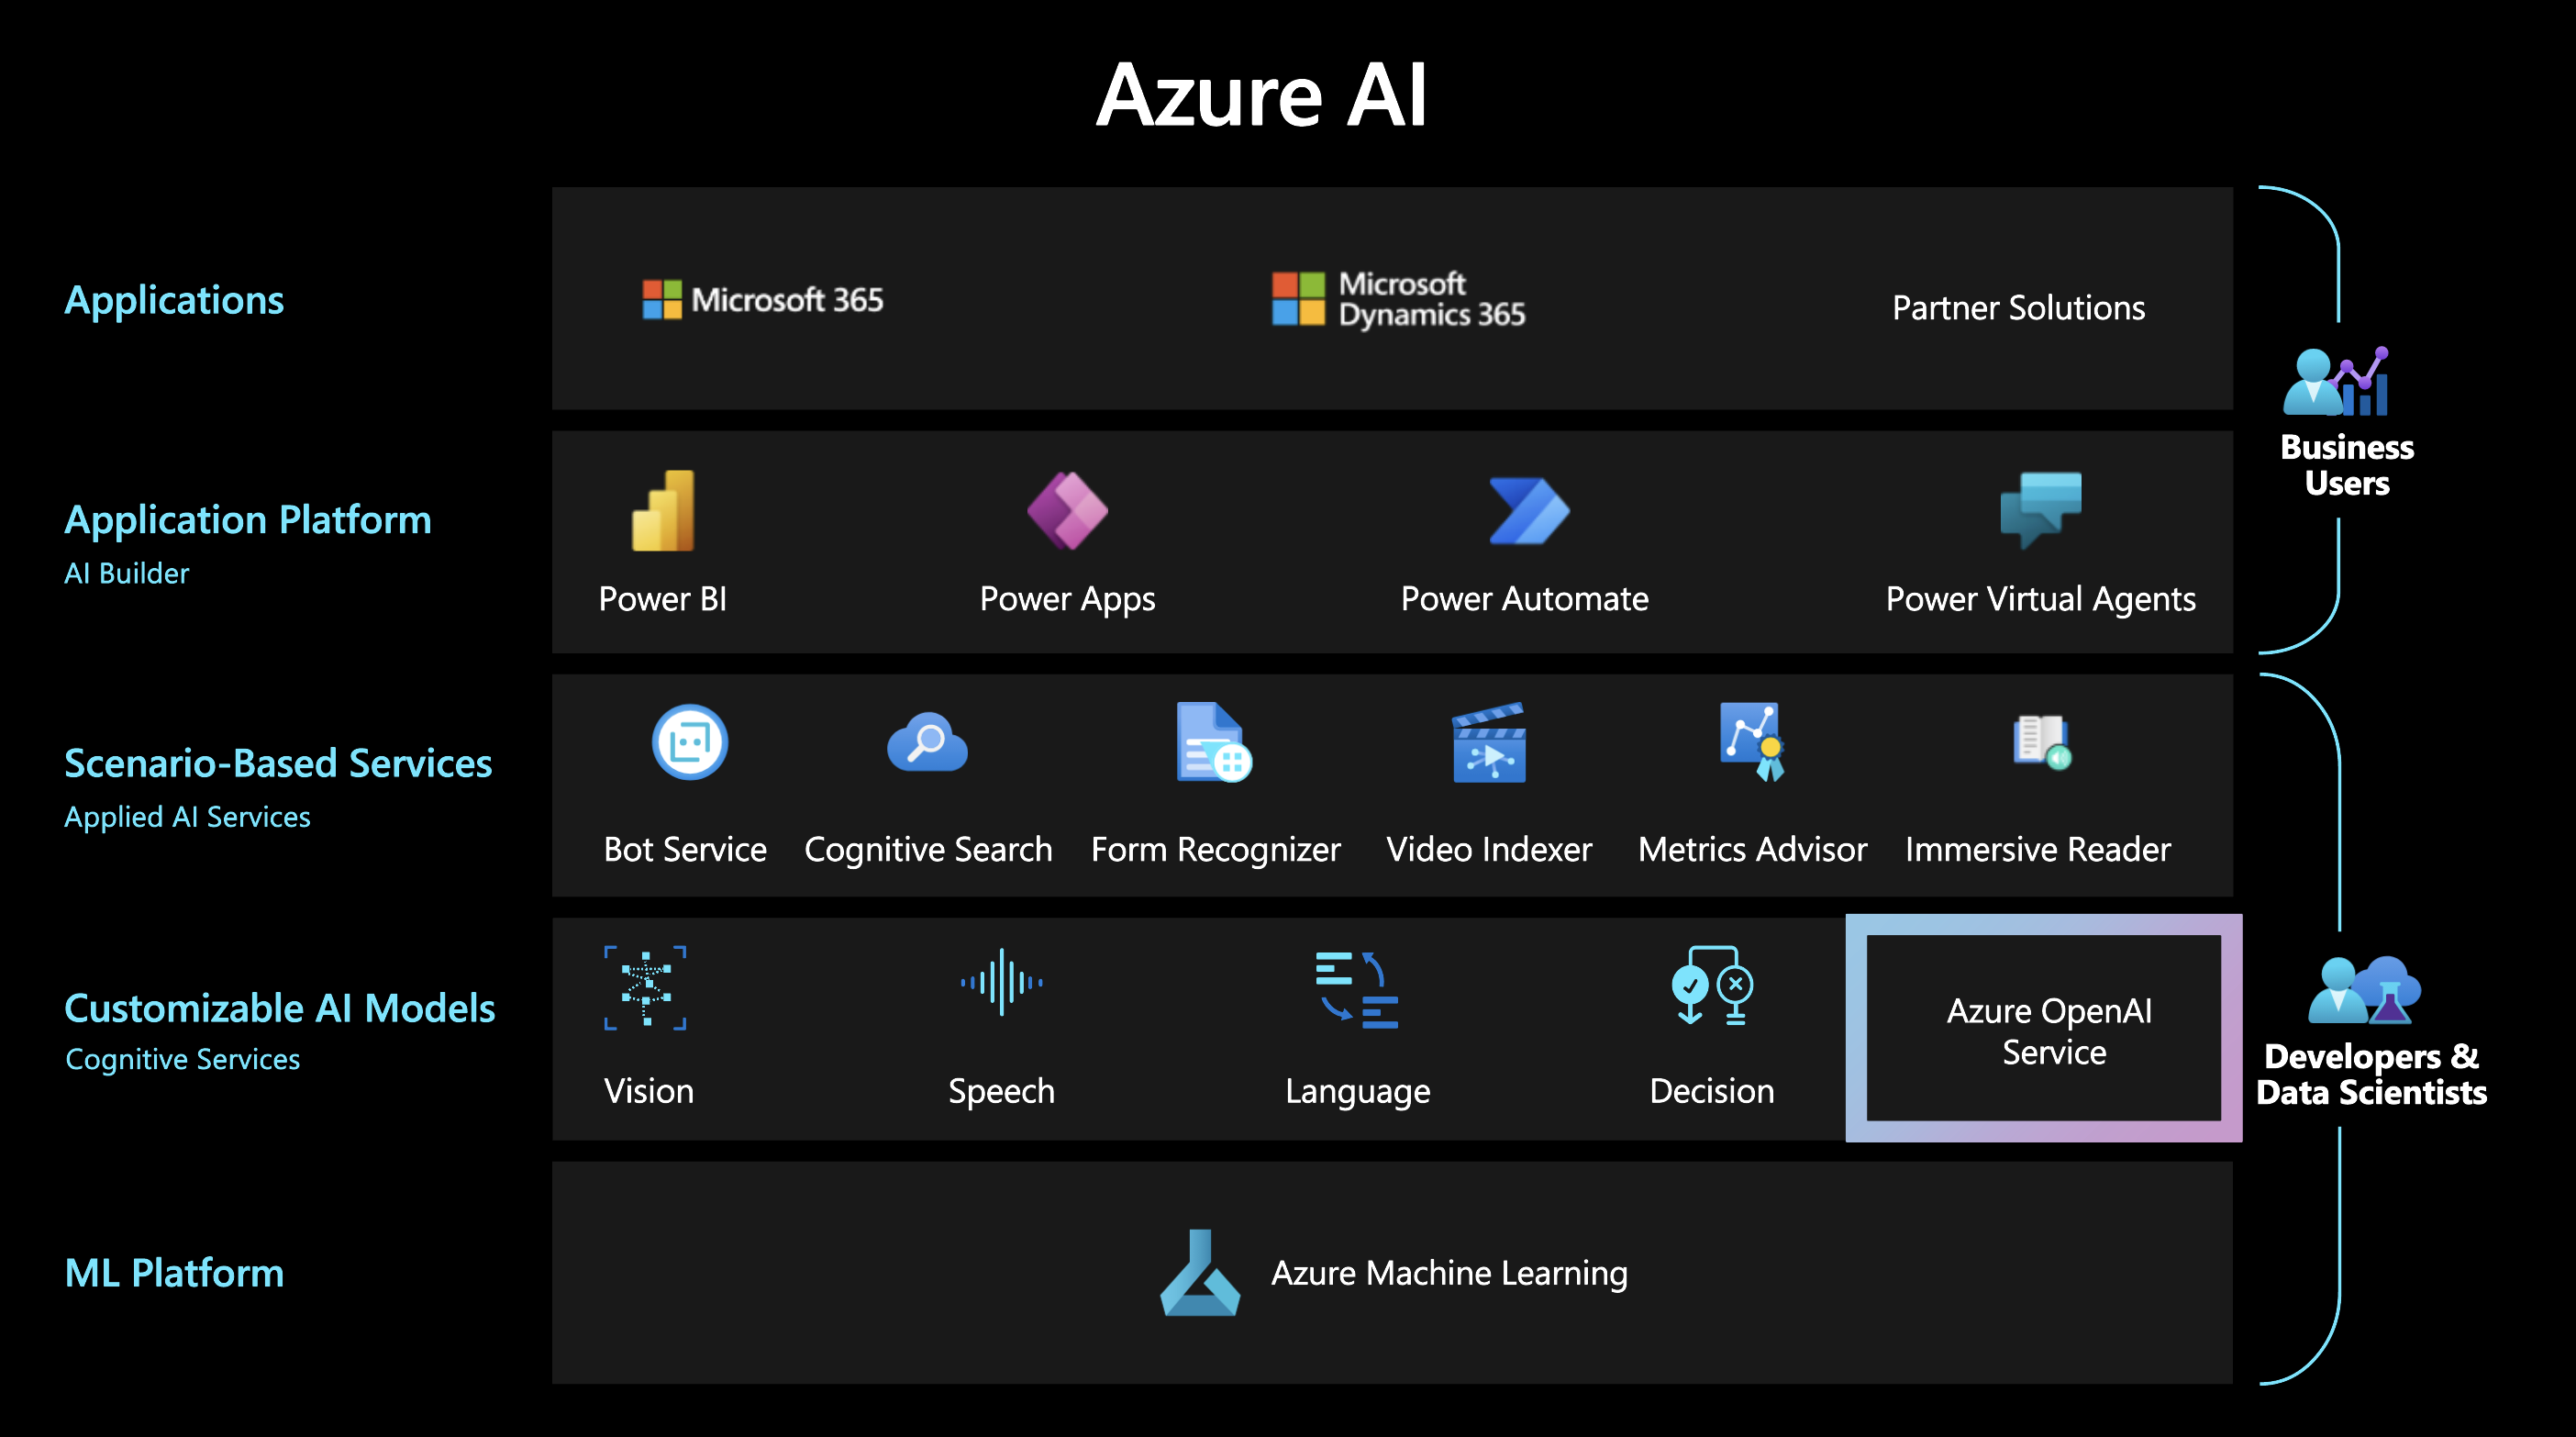 Azure AI
Applications
Microsoft 365
Microsoft
Dynamics 365
Partner Solutions
Business
Users
Application Platform
AI Builder
Power BI
Power Apps
Power Automate
Power Virtual Agents
Scenario-Based Services
Applied AI Services
Bot Service
Cognitive Search
Form Recognizer
Video Indexer
Metrics Advisor
Immersive Reader
Customizable AI Models
Cognitive Services
Vision
Speech
Language
Decision
Azure OpenAI
Service
Developers &
Data Scientists
ML Platform
Azure Machine Learning